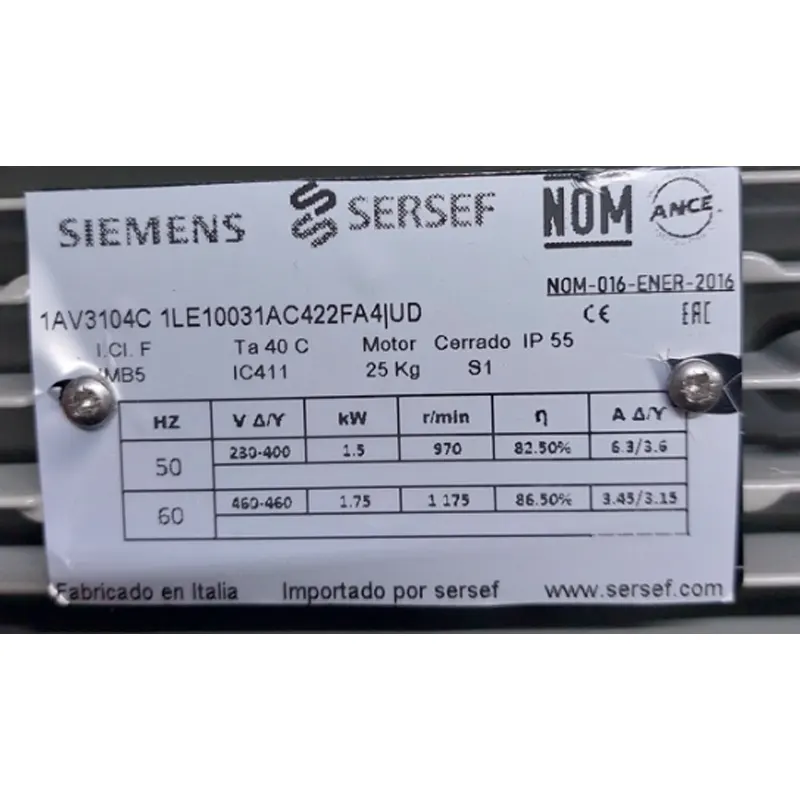 SIEMENS SERSEF NOM ANCE
NOM-016-ENER-2016
1AV3104C 1LE10031AC422FA4|UD CE EAC
I.CI. F Ta 40 C Motor Cerrado IP 55
IMB5 IC411 25 Kg S1
HZ V Δ/Y kW r/min η A Δ/Y
50 230-400 1.5 970 82.50% 6.3/3.6
60 460-460 1.75 1 175 86.50% 3.45/3.15
Fabricado en Italia Importado por sersef www.sersef.com